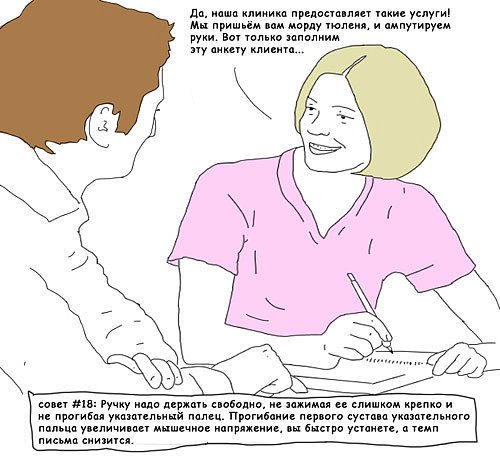 Да, наша клиника предоставляет такие услуги!
Мы пришьём вам морду тюленя, и ампутируем
руки. Вот только заполним
эту анкету клиента...
совет #18: Ручку надо держать свободно, не зажимая ее слишком крепко и
не прогибая указательный палец. Прогибание первого сустава указательного
пальца увеличивает мышечное напряжение, вы быстро устанете, а темп
письма снизится.